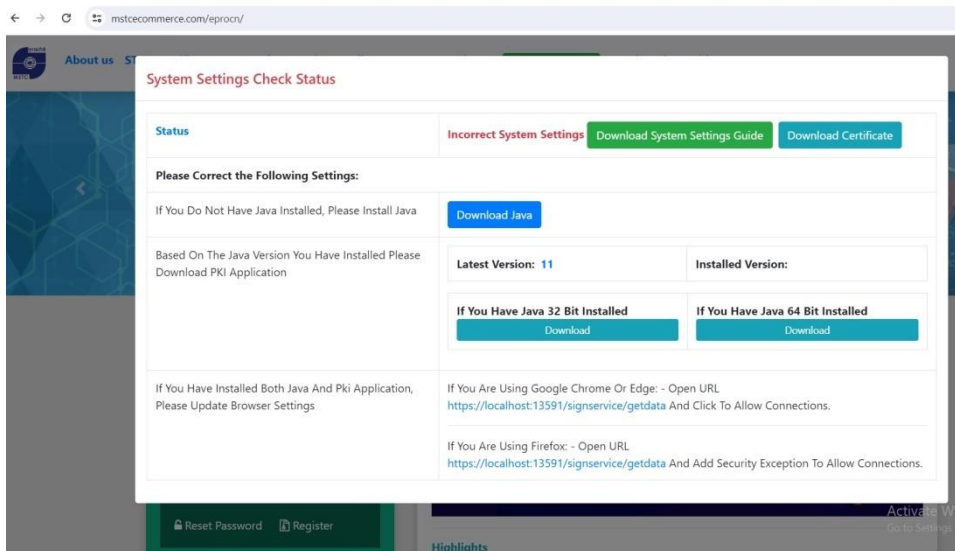 mstcecommerce.com/eprocn/
MSTC
About us
System Settings Check Status
Status
Incorrect System Settings
Download System Settings Guide
Download Certificate
Please Correct the Following Settings:
If You Do Not Have Java Installed, Please Install Java
Download Java
Based On The Java Version You Have Installed Please
Download PKI Application
Latest Version: 11
Installed Version:
If You Have Java 32 Bit Installed
Download
If You Have Java 64 Bit Installed
Download
If You Have Installed Both Java And Pki Application,
Please Update Browser Settings
If You Are Using Google Chrome Or Edge: - Open URL
https://localhost:13591/signservice/getdata And Click To Allow Connections.
If You Are Using Firefox: - Open URL
https://localhost:13591/signservice/getdata And Add Security Exception To Allow Connections.
Reset Password
Register
Highlights
Activate W
Go to Settings